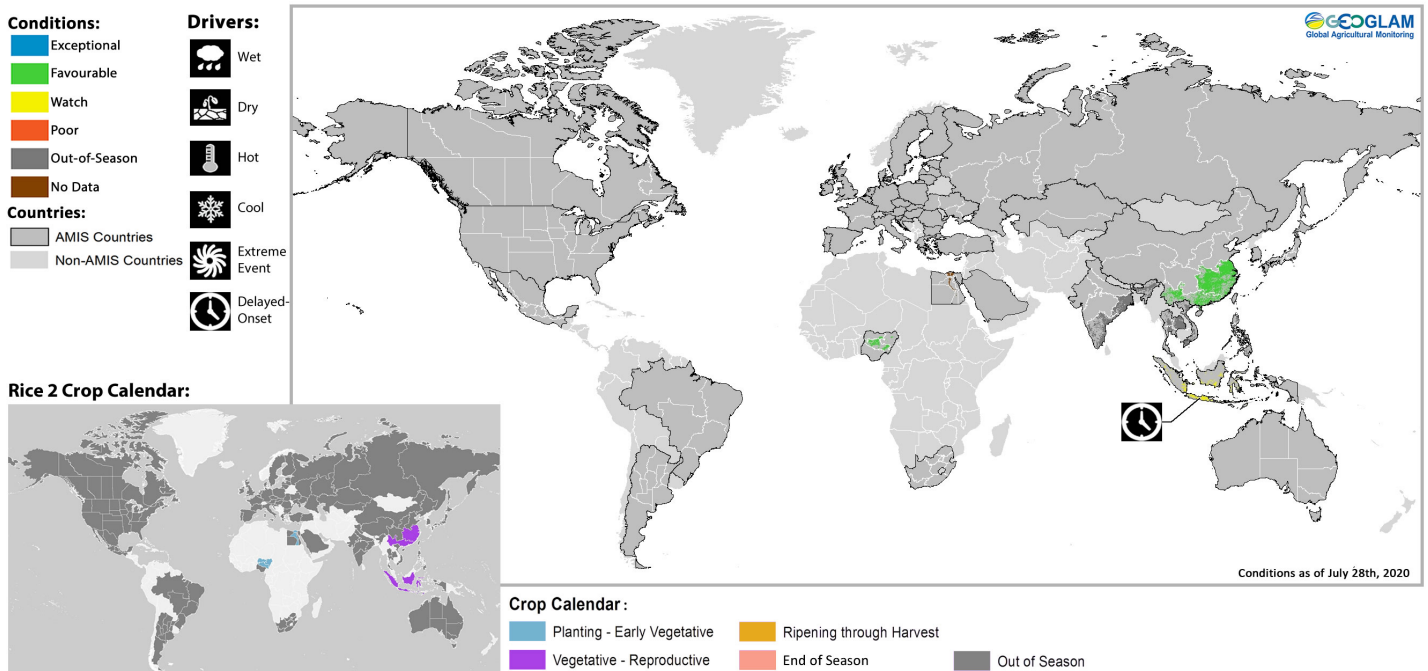 Conditions:
Exceptional
Favourable
Watch
Poor
Out-of-Season
No Data
Countries:
AMIS Countries
Non-AMIS Countries
Drivers:
Wet
Dry
Hot
Cool
Extreme
Event
Delayed-
Onset
GEOGLAM
Global Agricultural Monitoring
Conditions as of July 28th, 2020
Rice 2 Crop Calendar:
Crop Calendar :
Planting - Early Vegetative
Ripening through Harvest
Vegetative - Reproductive
End of Season
Out of Season